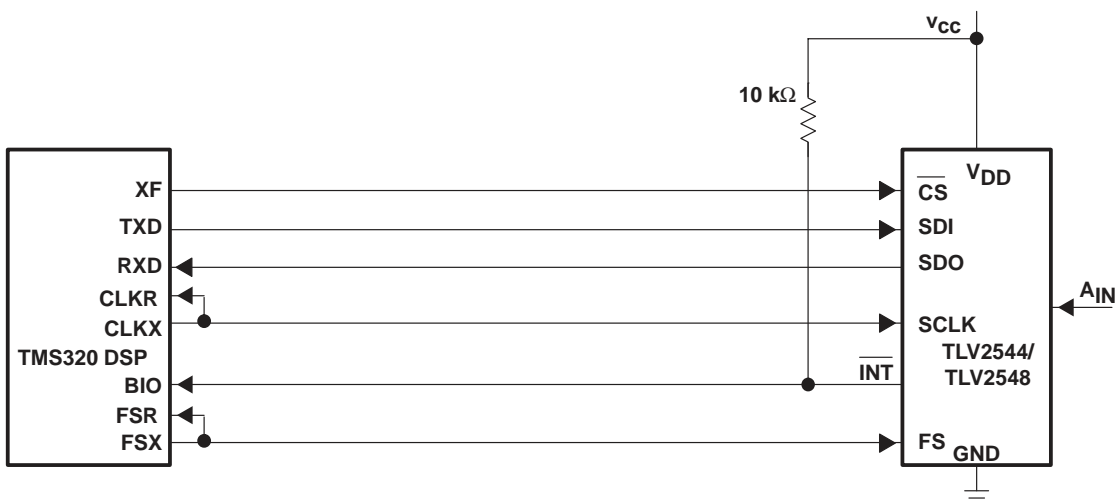 vCC
10 kΩ
XF
TXD
RXD
CLKR
CLKX
TMS320 DSP
BIO
FSR
FSX
VDD
CS
SDI
SDO
SCLK
TLV2544/
TLV2548
INT
FS
GND
AIN